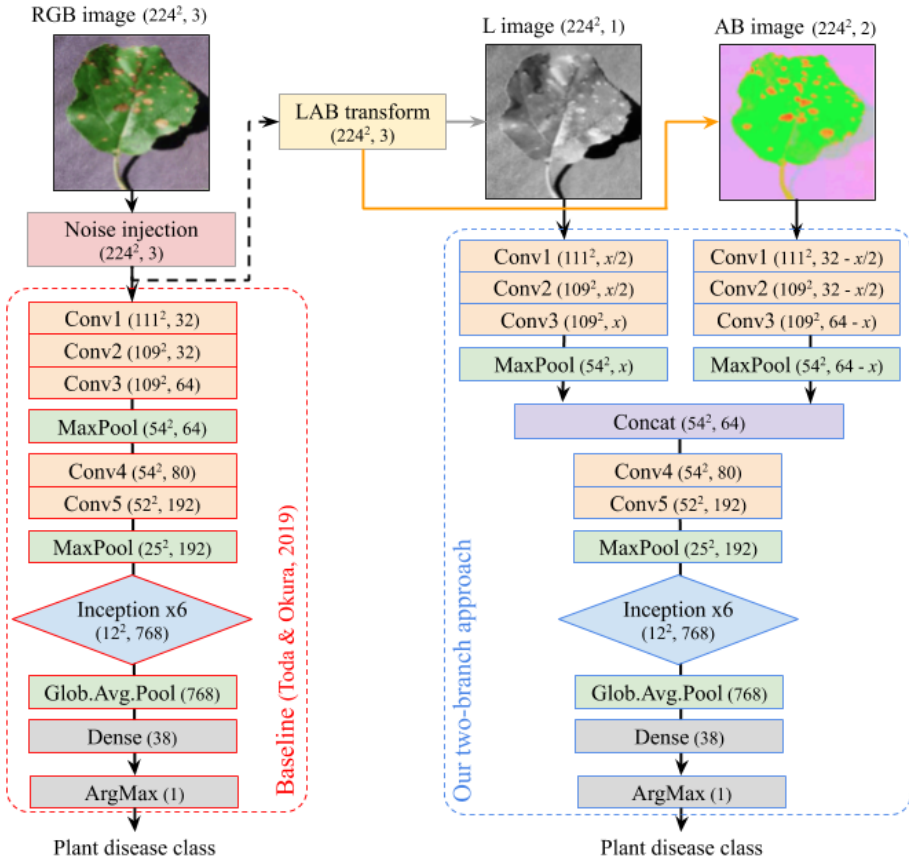 RGB image (224², 3)
Noise injection
(224², 3)
Conv1 (111², 32)
Conv2 (109², 32)
Conv3 (109², 64)
MaxPool (54², 64)
Conv4 (54², 80)
Conv5 (52², 192)
MaxPool (25², 192)
Inception x6
(12², 768)
Glob.Avg.Pool (768)
Dense (38)
ArgMax (1)
Plant disease class
Baseline (Toda & Okura, 2019)
LAB transform
(224², 3)
L image (224², 1)
AB image (224², 2)
Conv1 (111², x/2)
Conv2 (109², x/2)
Conv3 (109², x)
MaxPool (54², x)
Conv1 (111², 32 - x/2)
Conv2 (109², 32 - x/2)
Conv3 (109², 64 - x)
MaxPool (54², 64 - x)
Concat (54², 64)
Conv4 (54², 80)
Conv5 (52², 192)
MaxPool (25², 192)
Inception x6
(12², 768)
Glob.Avg.Pool (768)
Dense (38)
ArgMax (1)
Plant disease class
Our two-branch approach